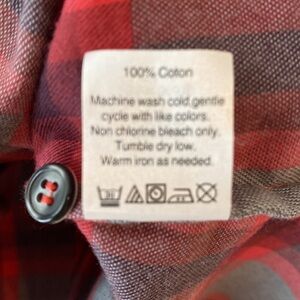 100% Coton
Machine wash cold,gentle
cycle with like colors.
Non chlorine bleach only.
Tumble dry low.
Warm iron as needed.